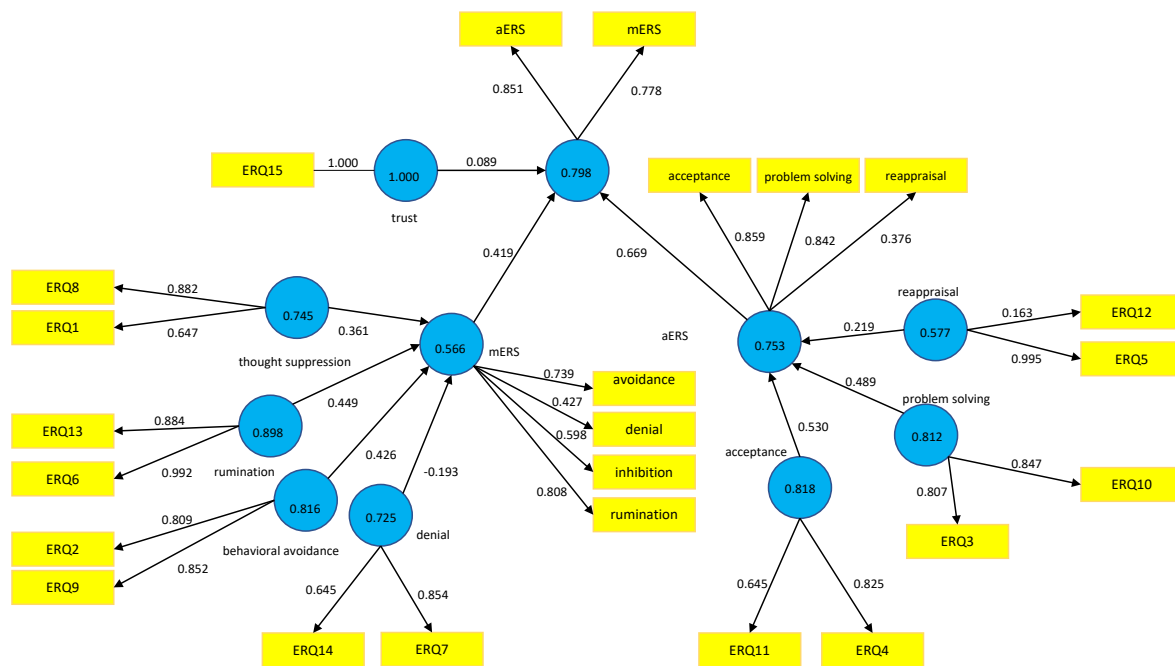 aERS
mERS
0.851
0.778
ERQ15
1.000
1.000
0.089
0.798
trust
acceptance
problem solving
reappraisal
0.859
0.842
0.376
0.419
0.669
ERQ8
0.882
ERQ1
0.647
0.745
0.361
thought suppression
0.566
mERS
aERS
0.753
reappraisal
0.219
0.577
0.163
ERQ12
0.995
ERQ5
0.739
avoidance
0.427
denial
0.598
inhibition
0.808
rumination
0.489
problem solving
0.812
0.847
ERQ10
0.807
ERQ3
ERQ13
0.884
0.449
0.898
ERQ6
0.992
rumination
0.426
-0.193
0.530
acceptance
0.818
ERQ2
0.809
0.816
0.725
denial
behavioral avoidance
ERQ9
0.852
0.645
0.854
ERQ14
ERQ7
0.645
0.825
ERQ11
ERQ4